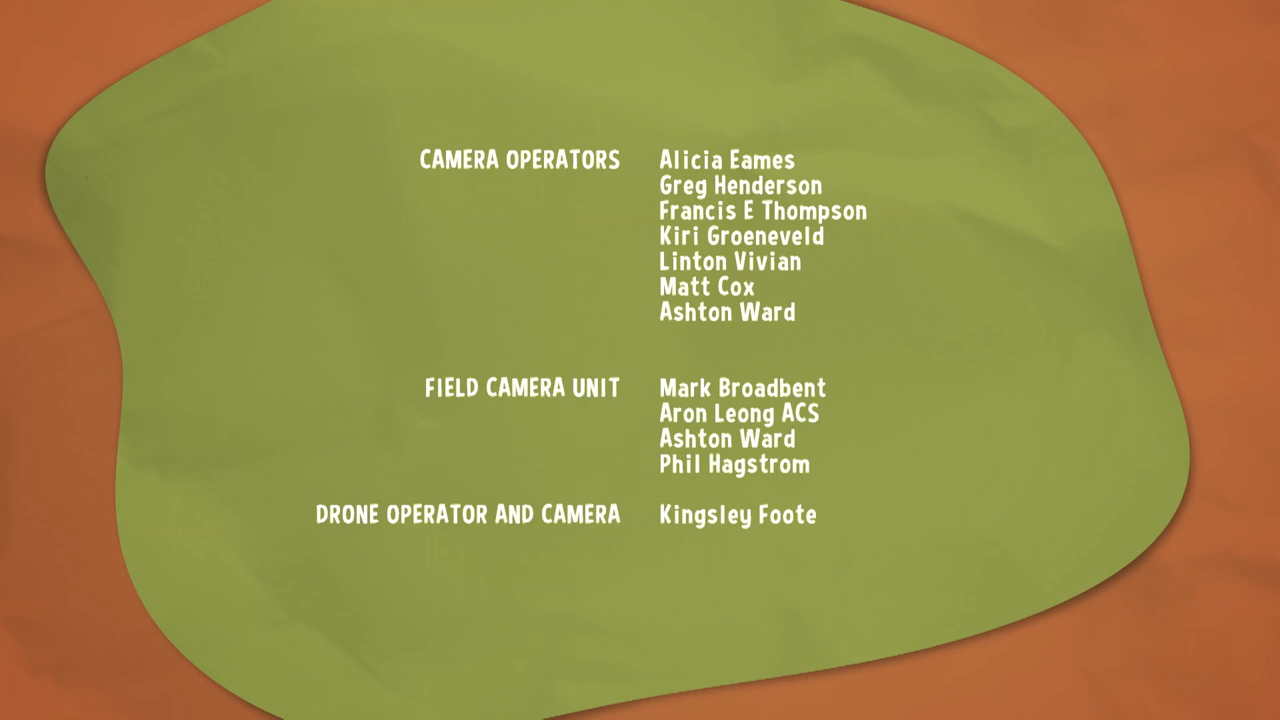 CAMERA OPERATORS Alicia Eames
Greg Henderson
Francis E Thompson
Kiri Groeneveld
Linton Vivian
Matt Cox
Ashton Ward
FIELD CAMERA UNIT Mark Broadbent
Aron Leong ACS
Ashton Ward
Phil Hagstrom
DRONE OPERATOR AND CAMERA Kingsley Foote